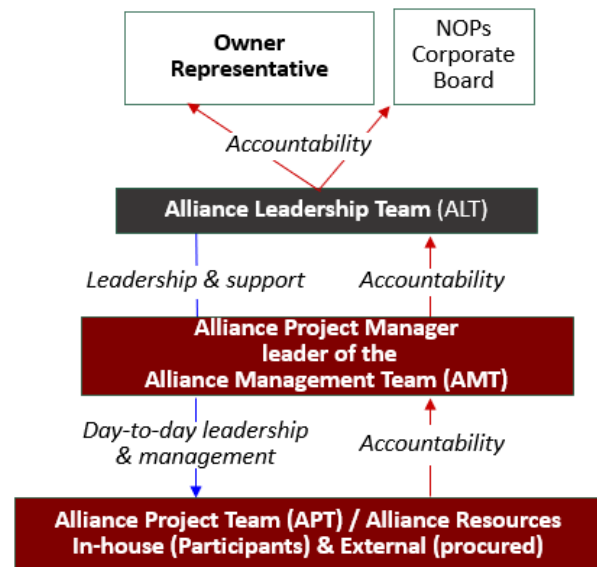 Owner
Representative
NOPs
Corporate
Board
Accountability
Alliance Leadership Team (ALT)
Leadership & support
Accountability
Alliance Project Manager
leader of the
Alliance Management Team (AMT)
Day-to-day leadership
& management
Accountability
Alliance Project Team (APT) / Alliance Resources
In-house (Participants) & External (procured)